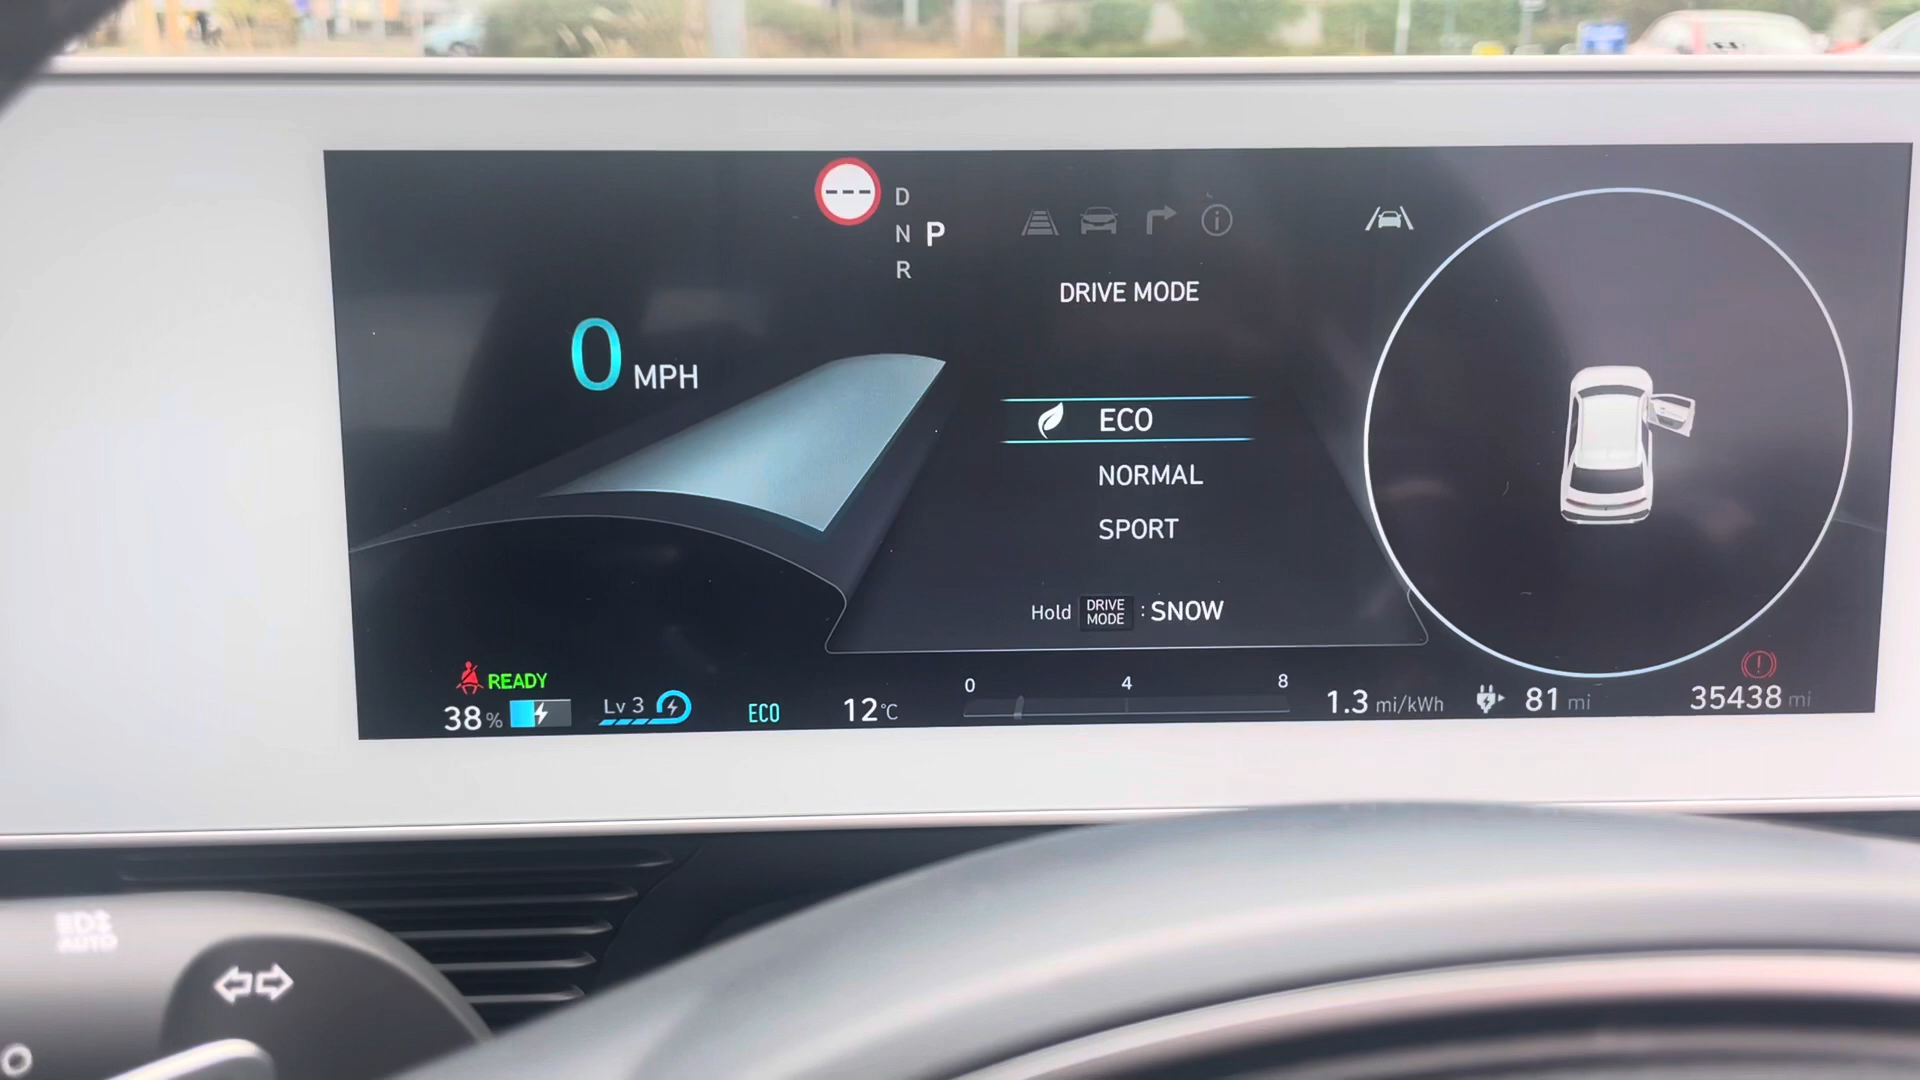 ---
D
N P
R
DRIVE MODE
0 MPH
ECO
NORMAL
SPORT
Hold DRIVE MODE : SNOW
READY
38% Lv 3 ECO 12°C 0 4 8 1.3 mi/kWh 81 mi 35438 mi
AUTO